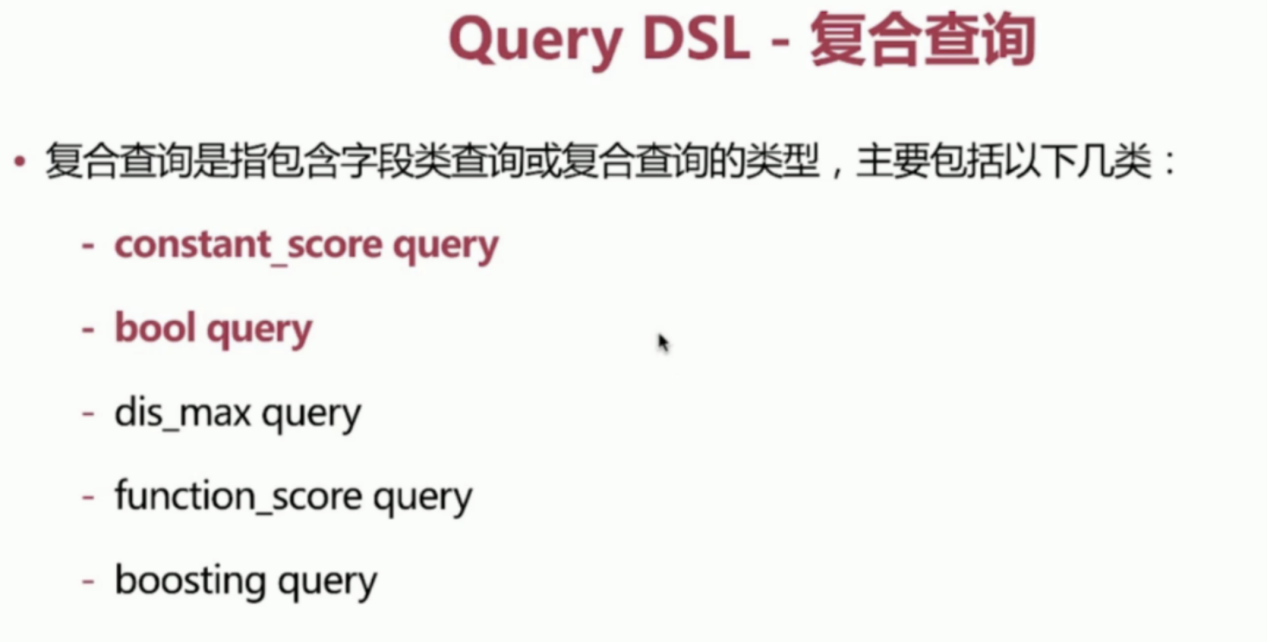 Query DSL - 复合查询
• 复合查询是指包含字段类查询或复合查询的类型，主要包括以下几类：
- constant_score query
- bool query
- dis_max query
- function_score query
- boosting query